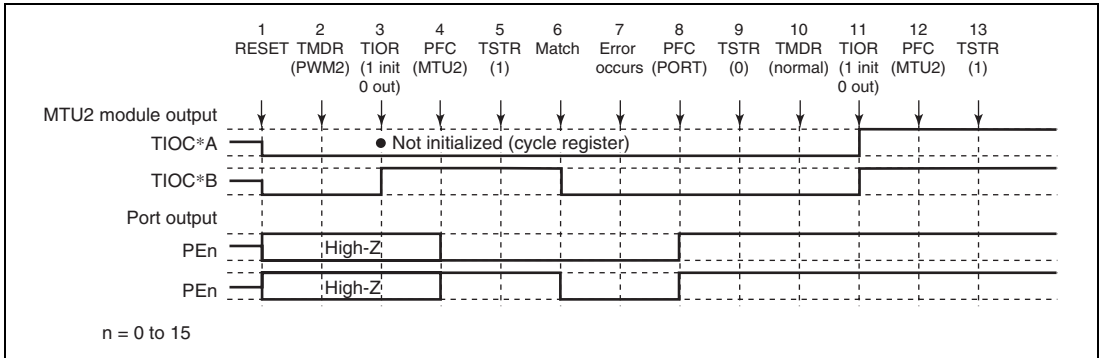 1 2 3 4 5 6 7 8 9 10 11 12 13
RESET TMDR TIOR PFC TSTR Match Error PFC TSTR TMDR TIOR PFC TSTR
(PWM2) (1 init (MTU2) (1) occurs (PORT) (0) (normal) (1 init (MTU2) (1)
0 out) 0 out)
MTU2 module output
TIOC*A ● Not initialized (cycle register)
TIOC*B
Port output
PEn High-Z
PEn High-Z
n = 0 to 15